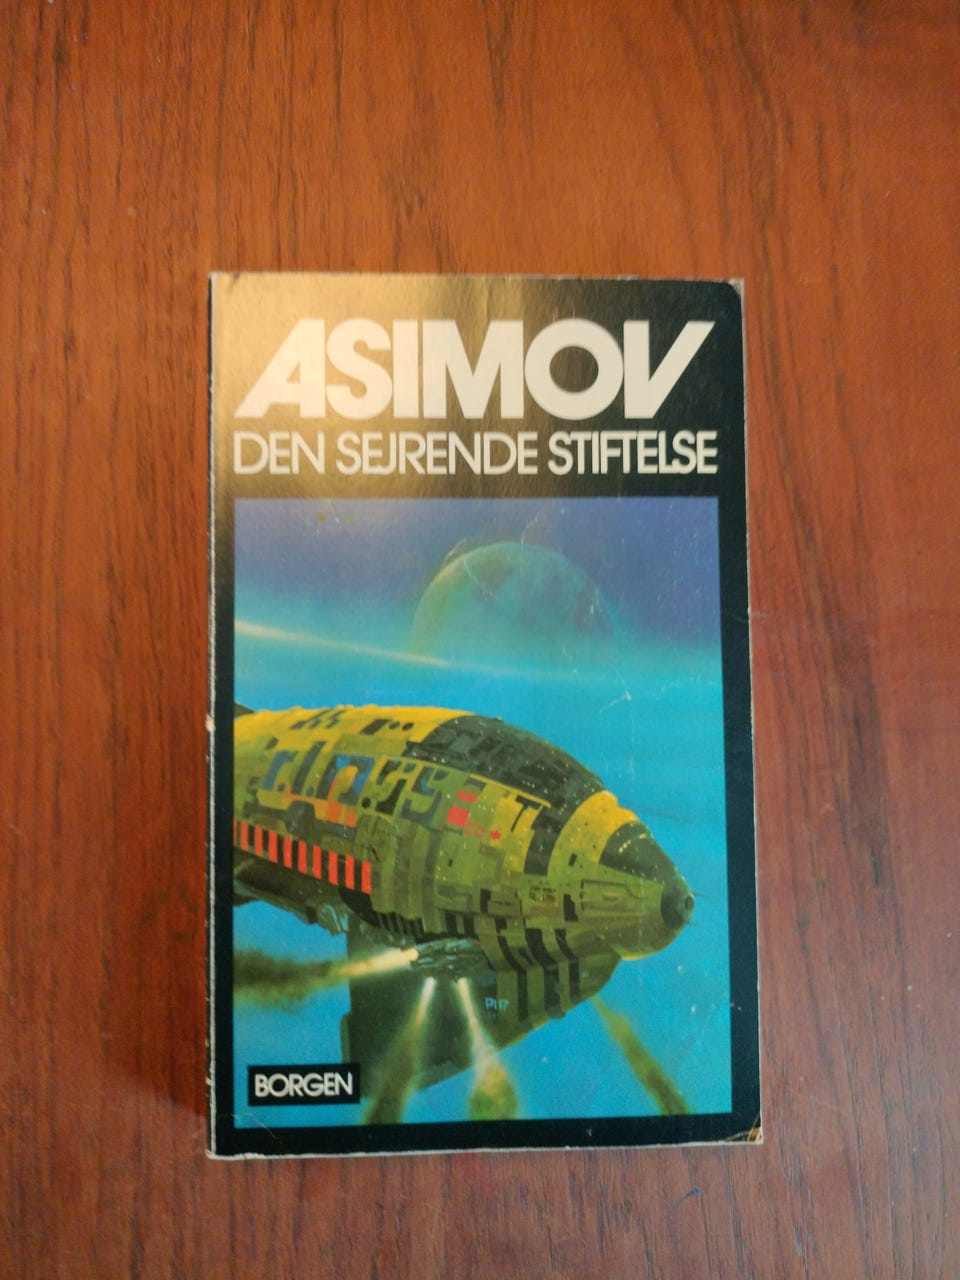 ASIMOV
DEN SEJRENDE STIFTELSE
BORGEN